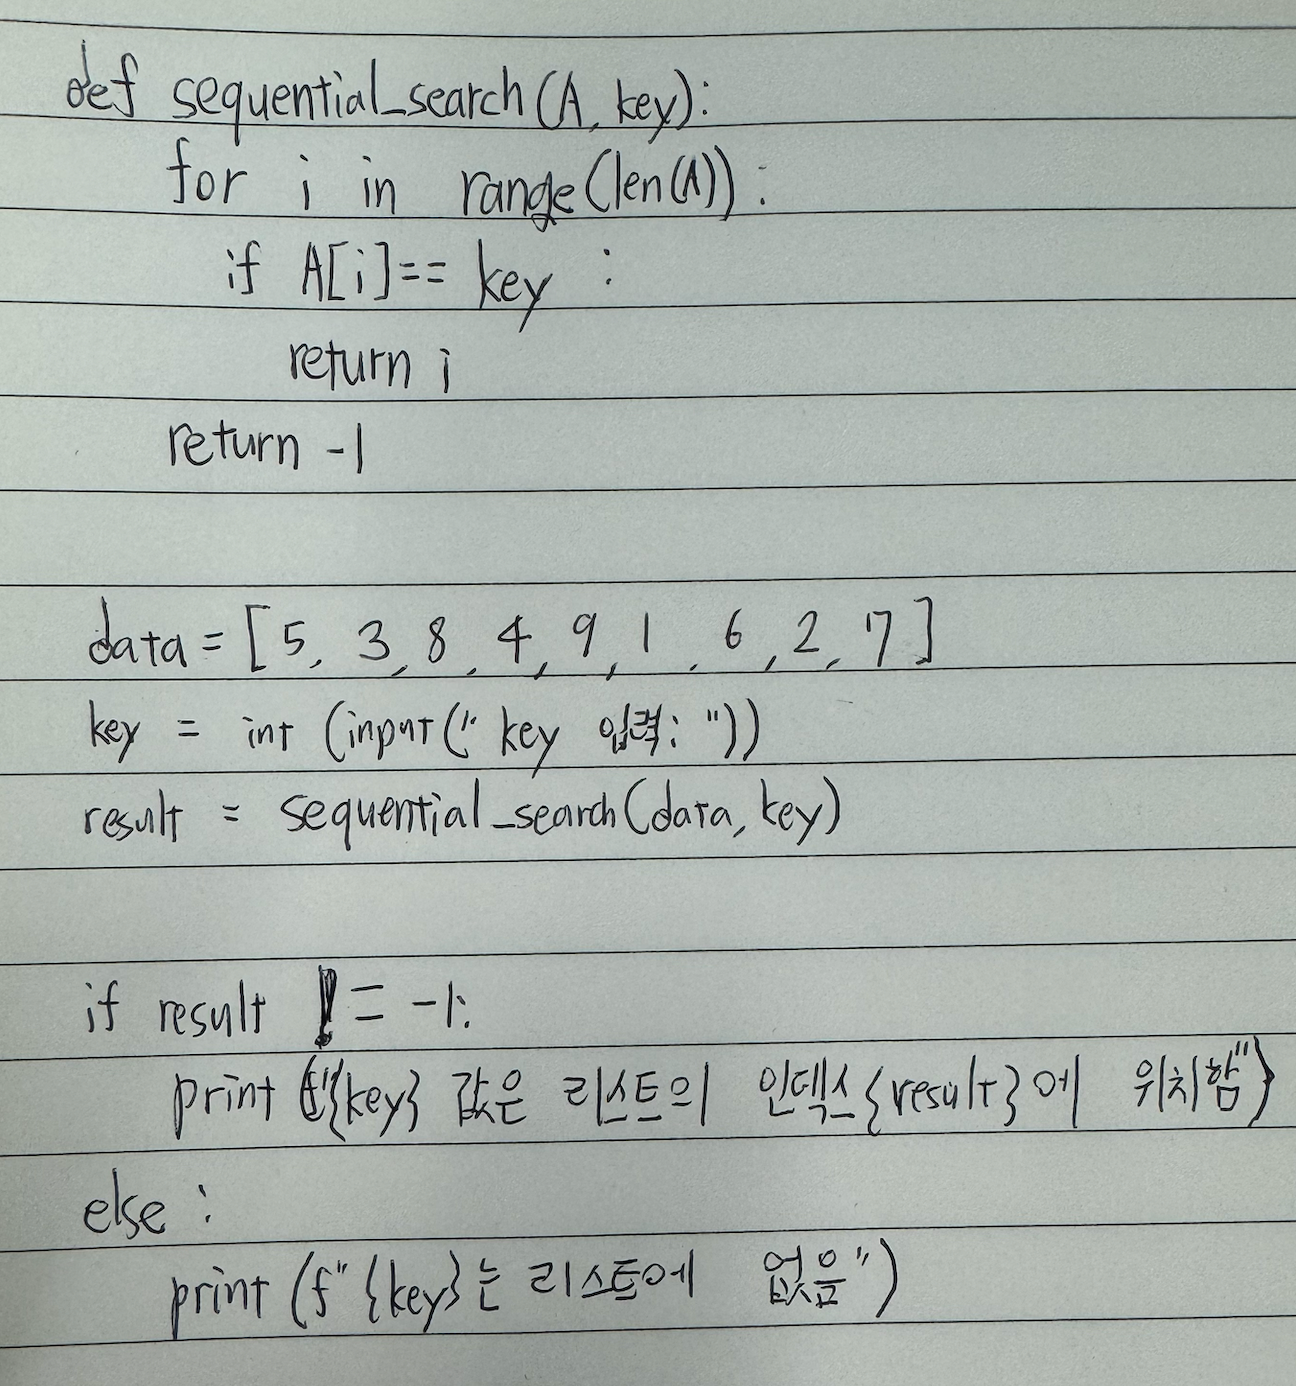 def sequential_search(A, key):
for i in range(len(A)):
if A[i]== key :
return i
return -1
data = [5, 3, 8, 4, 9, 1, 6, 2, 7]
key = int (input(" key 입력: "))
result = sequential_search(data, key)
if result != -1:
print (f"{key} 값은 리스트의 인덱스{result}에 위치함")
else :
print (f"{key}는 리스트에 없음")